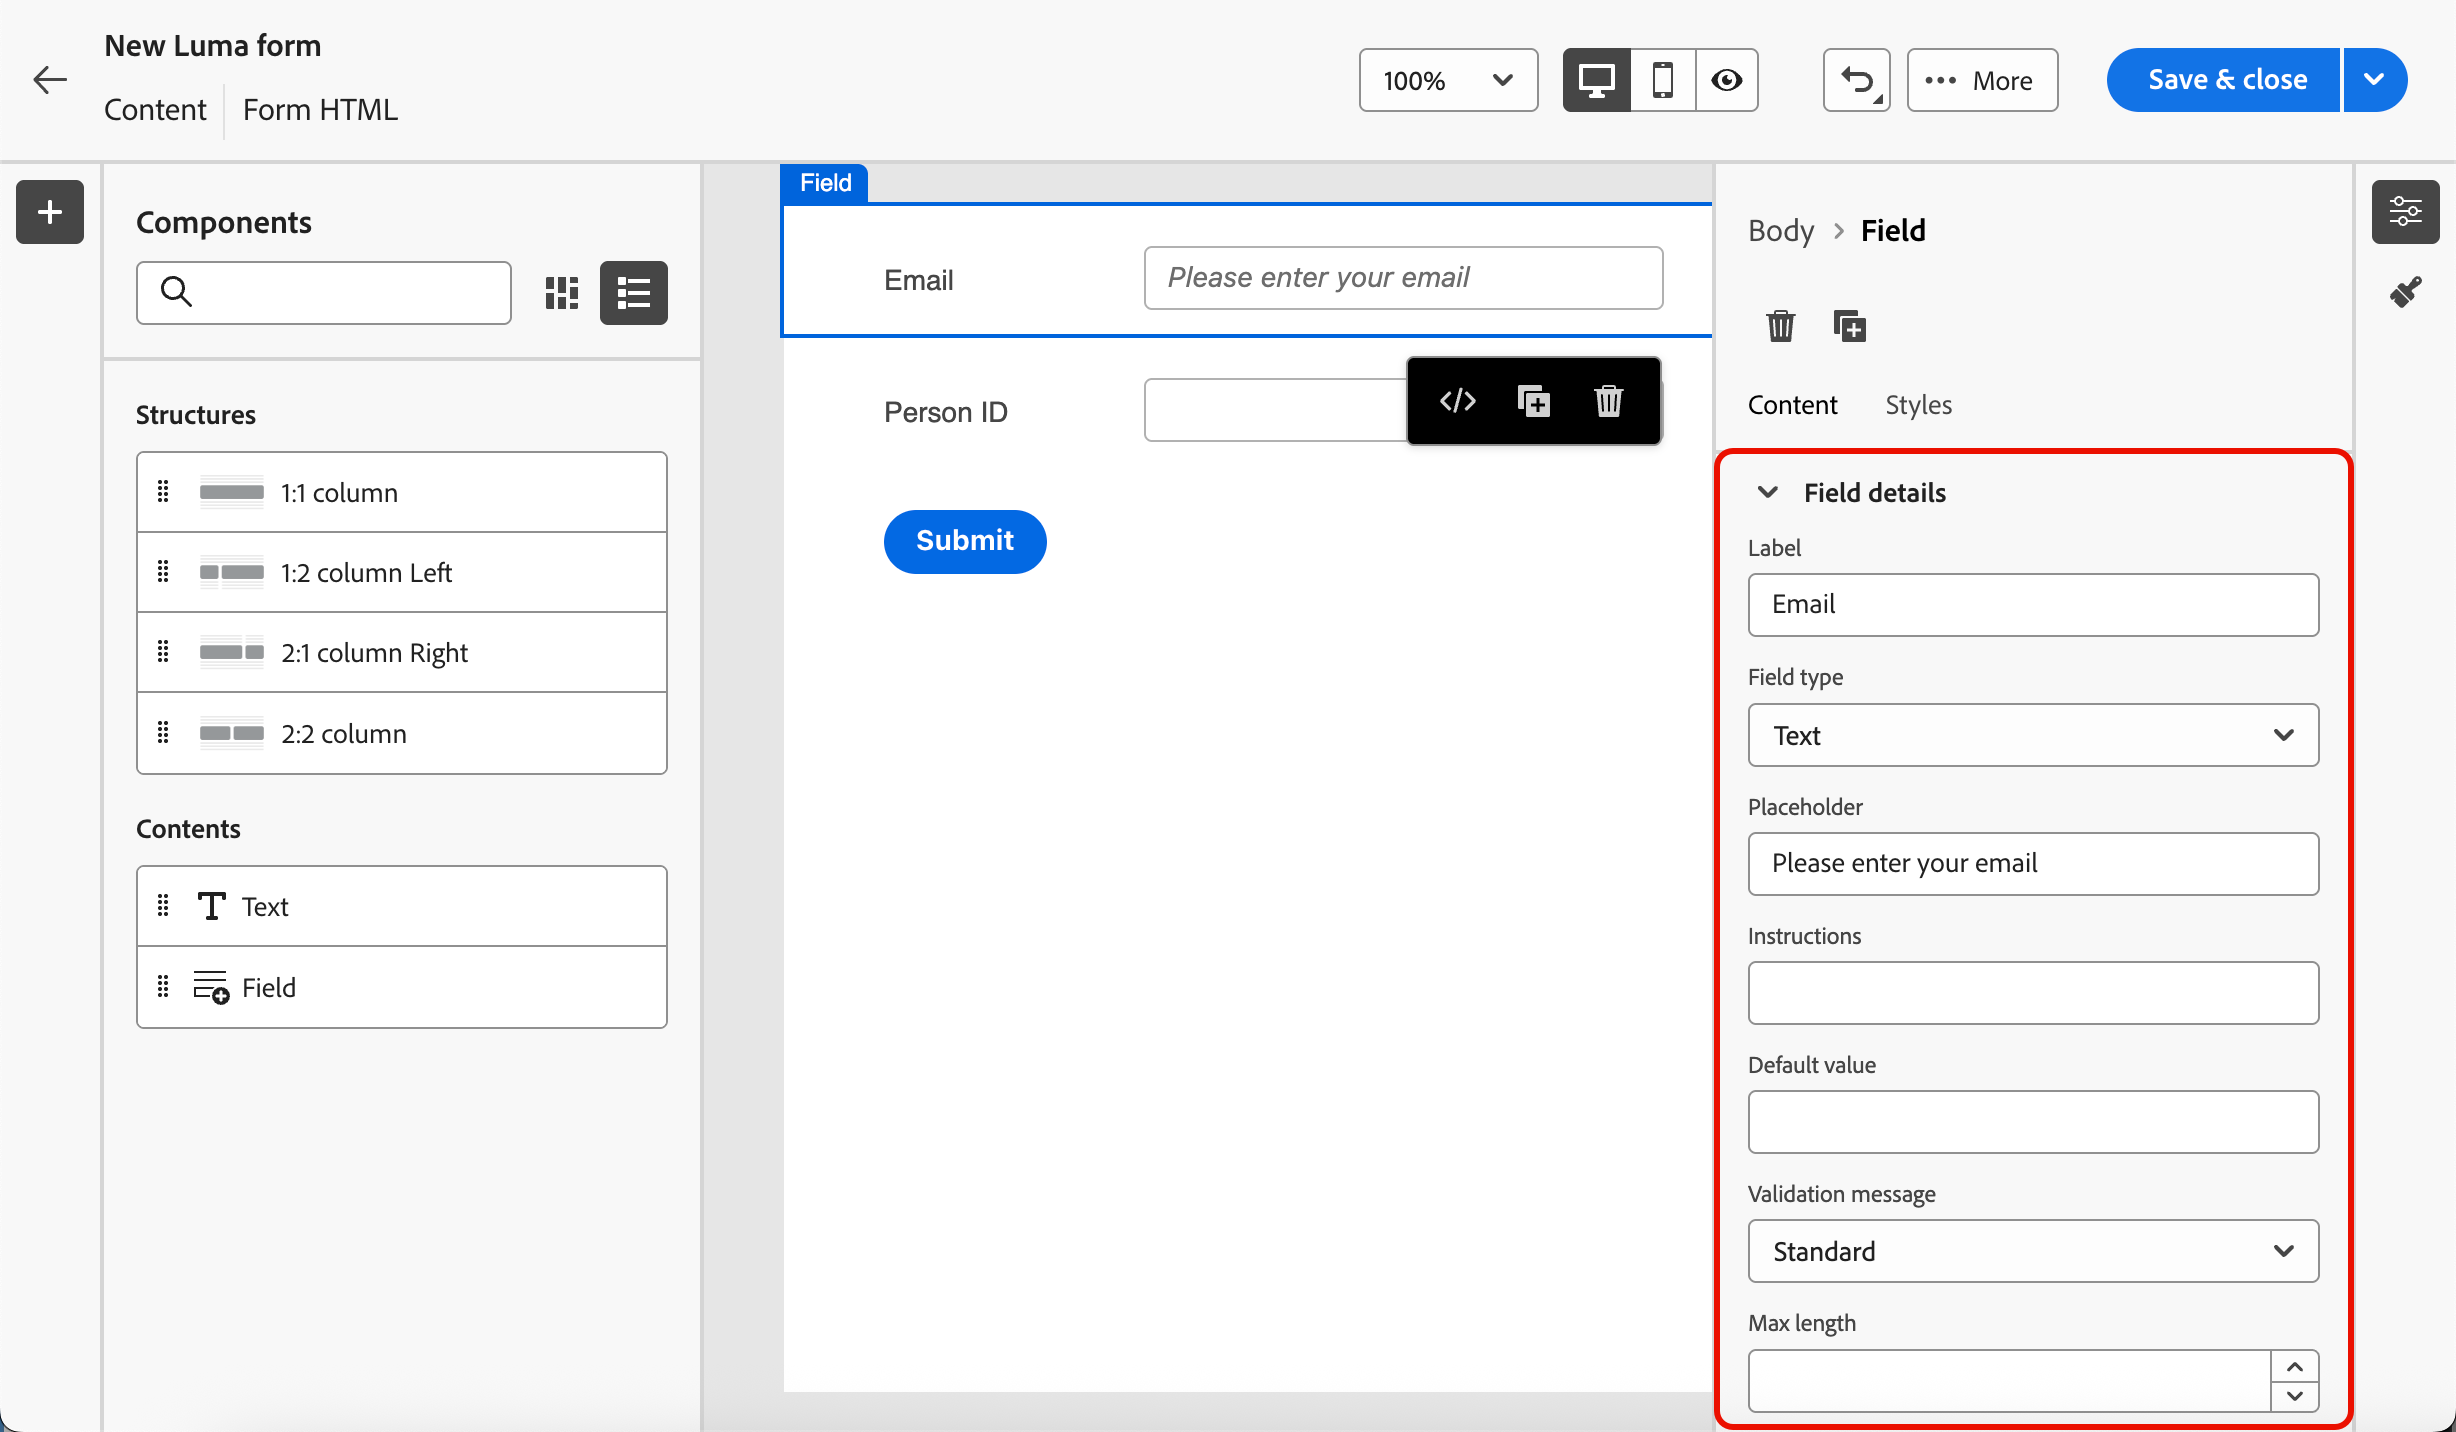 New Luma form
Content
Form HTML
100%
More
Save & close
Components
Structures
1:1 column
1:2 column Left
2:1 column Right
2:2 column
Contents
Text
Field
Field
Email
Please enter your email
Person ID
Submit
Body > Field
Content
Styles
Field details
Label
Email
Field type
Text
Placeholder
Please enter your email
Instructions
Default value
Validation message
Standard
Max length